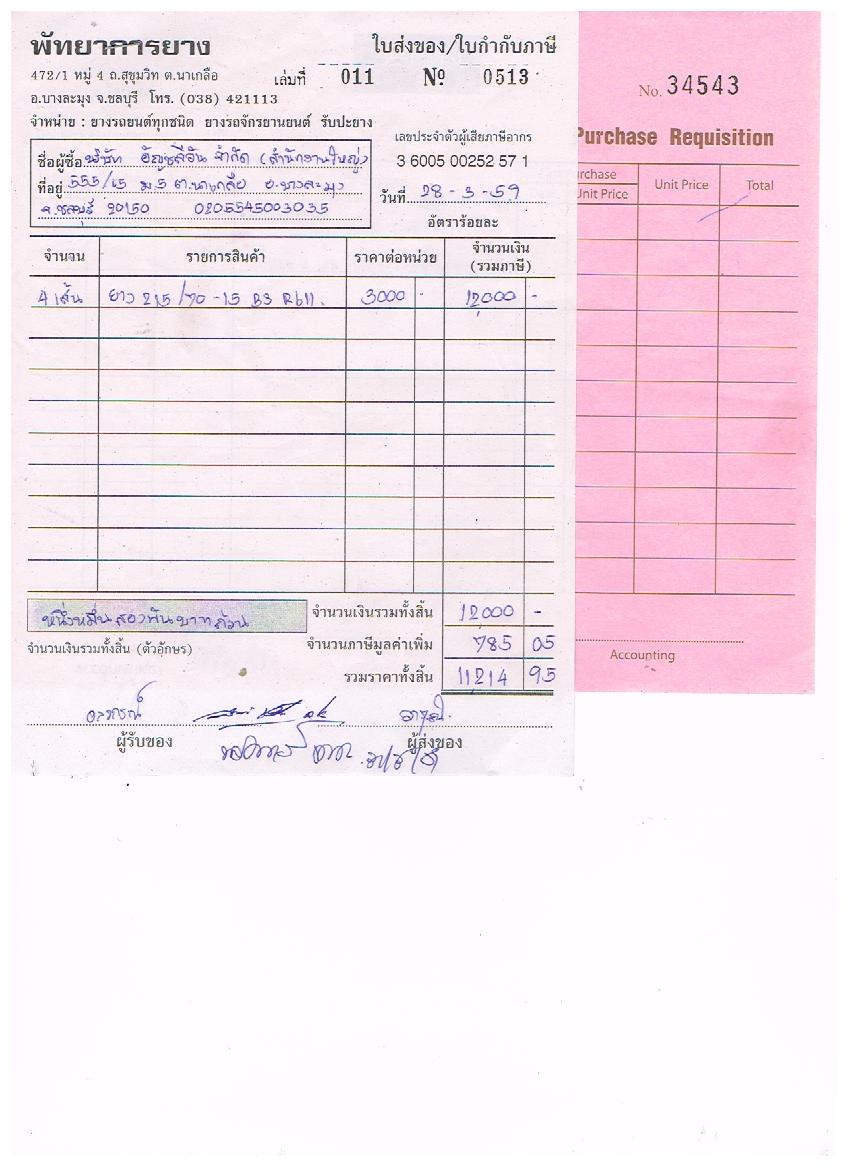 พัทยาการยาง
ใบส่งของ/ใบกำกับภาษี
472/1 หมู่ 4 ถ.สุขุมวิท ต.นาเกลือ
เล่มที่ 011 № 0513
อ.บางละมุง จ.ชลบุรี โทร. (038) 421113
จำหน่าย : ยางรถยนต์ทุกชนิด ยางรถจักรยานยนต์ รับปะยาง
เลขประจำตัวผู้เสียภาษีอากร
3 6005 00252 57 1
ชื่อผู้ซื้อ บริษัท จำกัด (สำนักงานใหญ่)
ที่อยู่ 555/65 ม.5 ต.นาเกลือ อ.บางละมุง
จ.ชลบุรี 20150 0205545003035
วันที่ 28-3-59
อัตราร้อยละ
จำนวน รายการสินค้า ราคาต่อหน่วย จำนวนเงิน (รวมภาษี)
4 เส้น ยาง 215/70-15 BS R611. 3000 - 12,000 -
หนึ่งหมื่นสองพันบาทถ้วน
จำนวนเงินรวมทั้งสิ้น 12,000 -
จำนวนเงินรวมทั้งสิ้น (ตัวอักษร)
จำนวนภาษีมูลค่าเพิ่ม 785 05
รวมราคาทั้งสิ้น 11214 95
ผู้รับของ
ผู้ส่งของ
No. 34543
Purchase Requisition
Unit Price
Unit Price
Total
Accounting